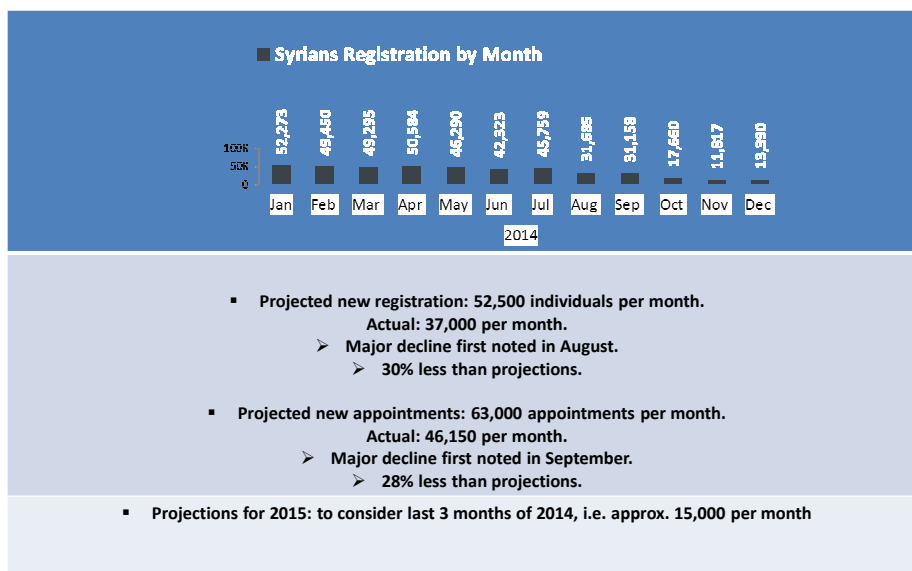 Syrians Registration by Month
52,273 49,450 49,295 50,584 46,290 42,323 45,759 31,685 31,158 17,660 11,817 13,390
100K
50K
0
Jan Feb Mar Apr May Jun Jul Aug Sep Oct Nov Dec
2014
▪ Projected new registration: 52,500 individuals per month.
Actual: 37,000 per month.
➢ Major decline first noted in August.
➢ 30% less than projections.
▪ Projected new appointments: 63,000 appointments per month.
Actual: 46,150 per month.
➢ Major decline first noted in September.
➢ 28% less than projections.
▪ Projections for 2015: to consider last 3 months of 2014, i.e. approx. 15,000 per month